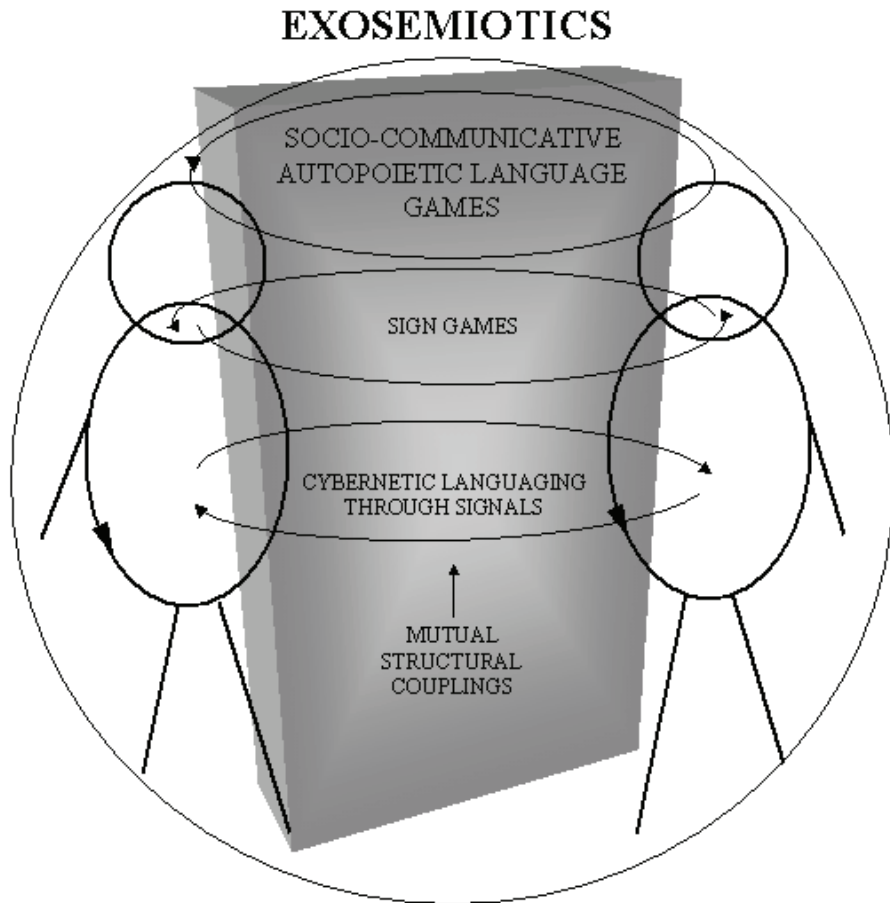 EXOSEMIOTICS
SOCIO-COMMUNICATIVE
AUTOPOIETIC LANGUAGE
GAMES
SIGN GAMES
CYBERNETIC LANGUAGING
THROUGH SIGNALS
MUTUAL
STRUCTURAL
COUPLINGS